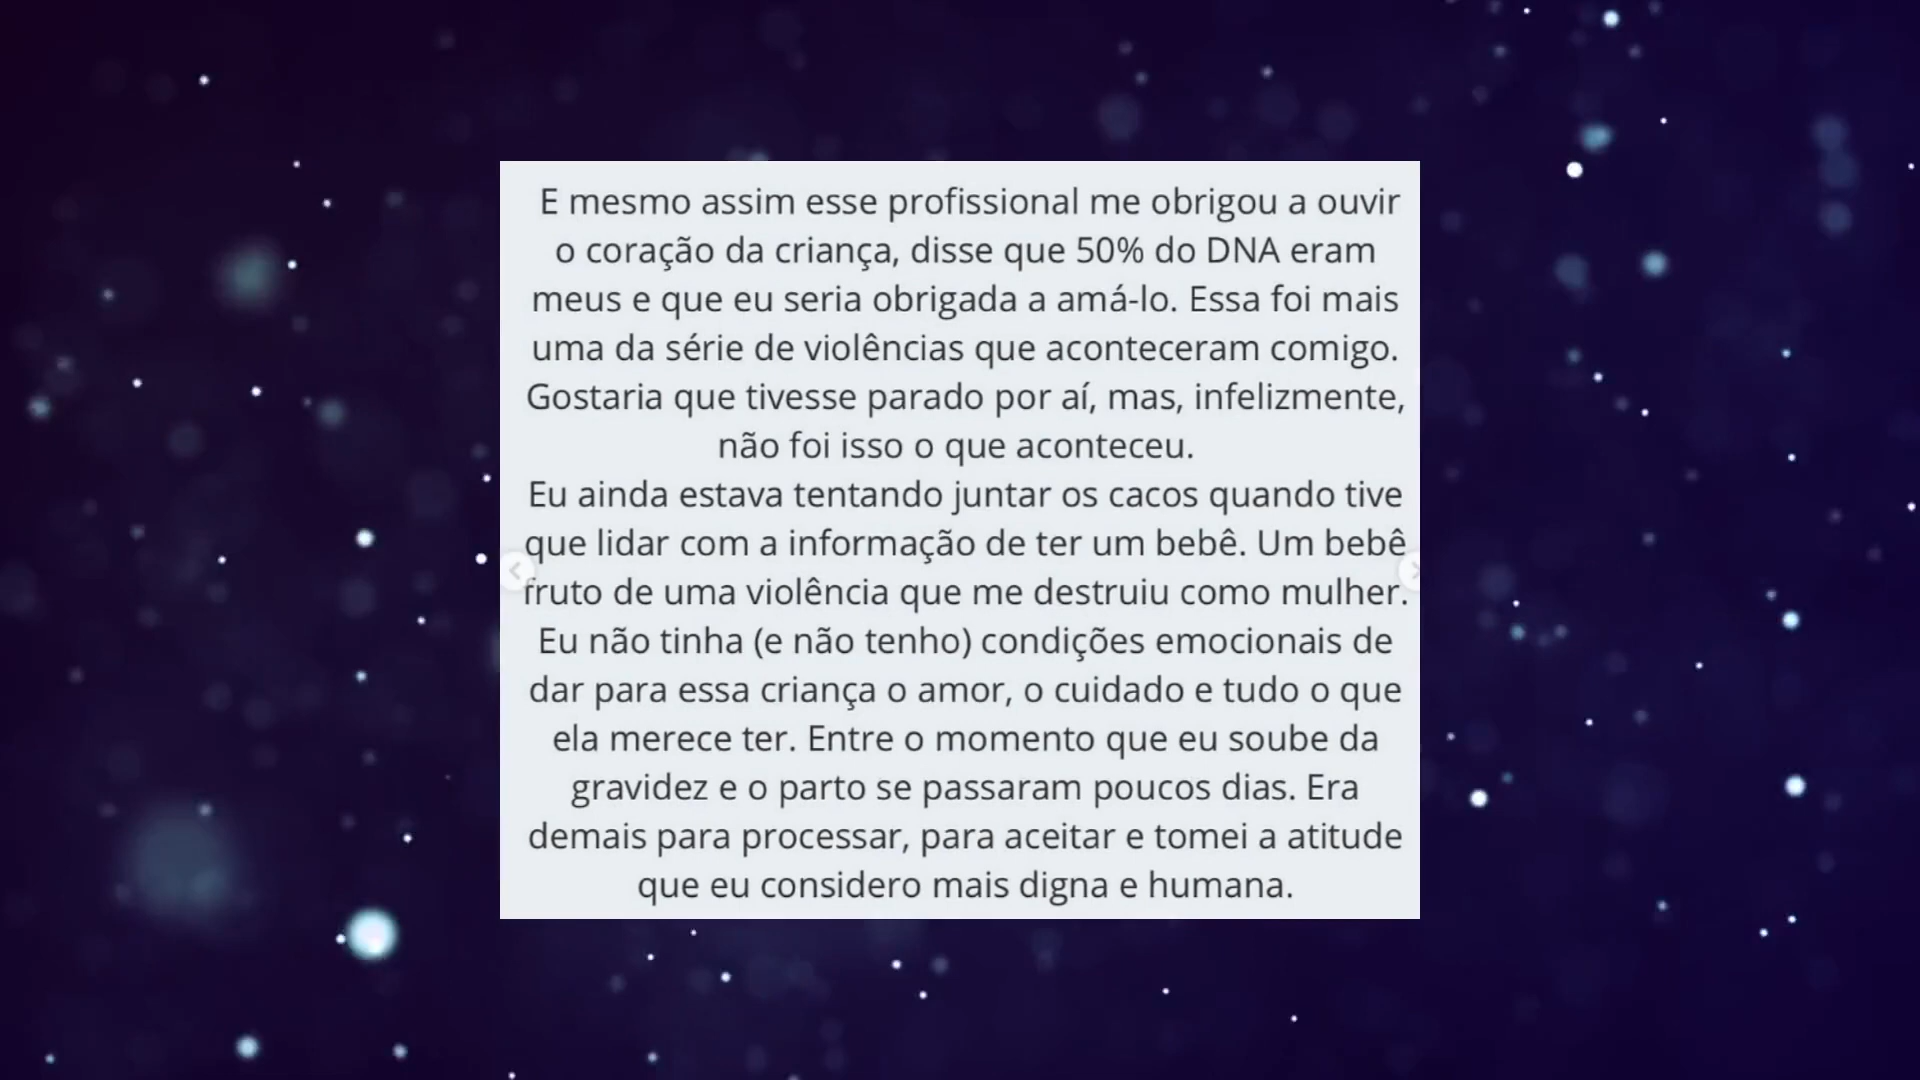 E mesmo assim esse profissional me obrigou a ouvir
o coração da criança, disse que 50% do DNA eram
meus e que eu seria obrigada a amá-lo. Essa foi mais
uma da série de violências que aconteceram comigo.
Gostaria que tivesse parado por aí, mas, infelizmente,
não foi isso o que aconteceu.
Eu ainda estava tentando juntar os cacos quando tive
que lidar com a informação de ter um bebê. Um bebê
fruto de uma violência que me destruiu como mulher.
Eu não tinha (e não tenho) condições emocionais de
dar para essa criança o amor, o cuidado e tudo o que
ela merece ter. Entre o momento que eu soube da
gravidez e o parto se passaram poucos dias. Era
demais para processar, para aceitar e tomei a atitude
que eu considero mais digna e humana.